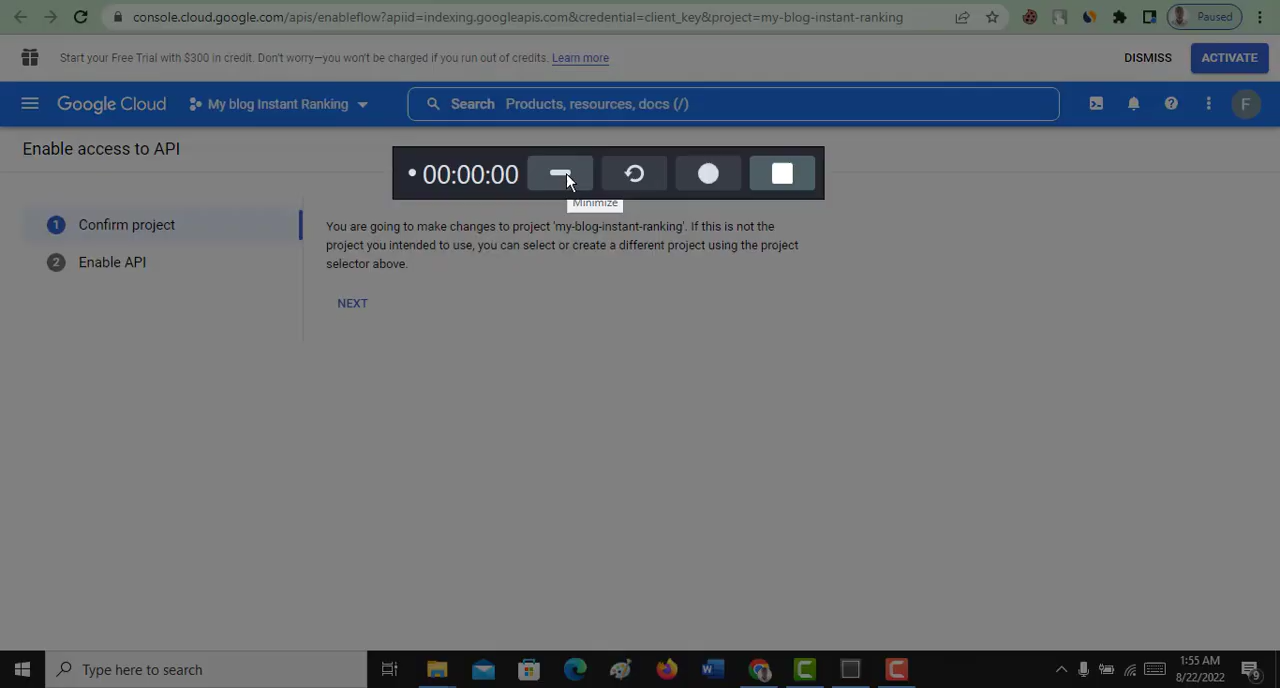 console.cloud.google.com/apis/enableflow?apiid=indexing.googleapis.com&credential=client_key&project=my-blog-instant-ranking
Paused
Start your Free Trial with $300 in credit. Don't worry—you won't be charged if you run out of credits. Learn more
DISMISS
ACTIVATE
Google Cloud
My blog Instant Ranking
Search Products, resources, docs (/)
F
Enable access to API
00:00:00
Minimize
1 Confirm project
2 Enable API
You are going to make changes to project 'my-blog-instant-ranking'. If this is not the
project you intended to use, you can select or create a different project using the project
selector above.
NEXT
Type here to search
1:55 AM
8/22/2022
9